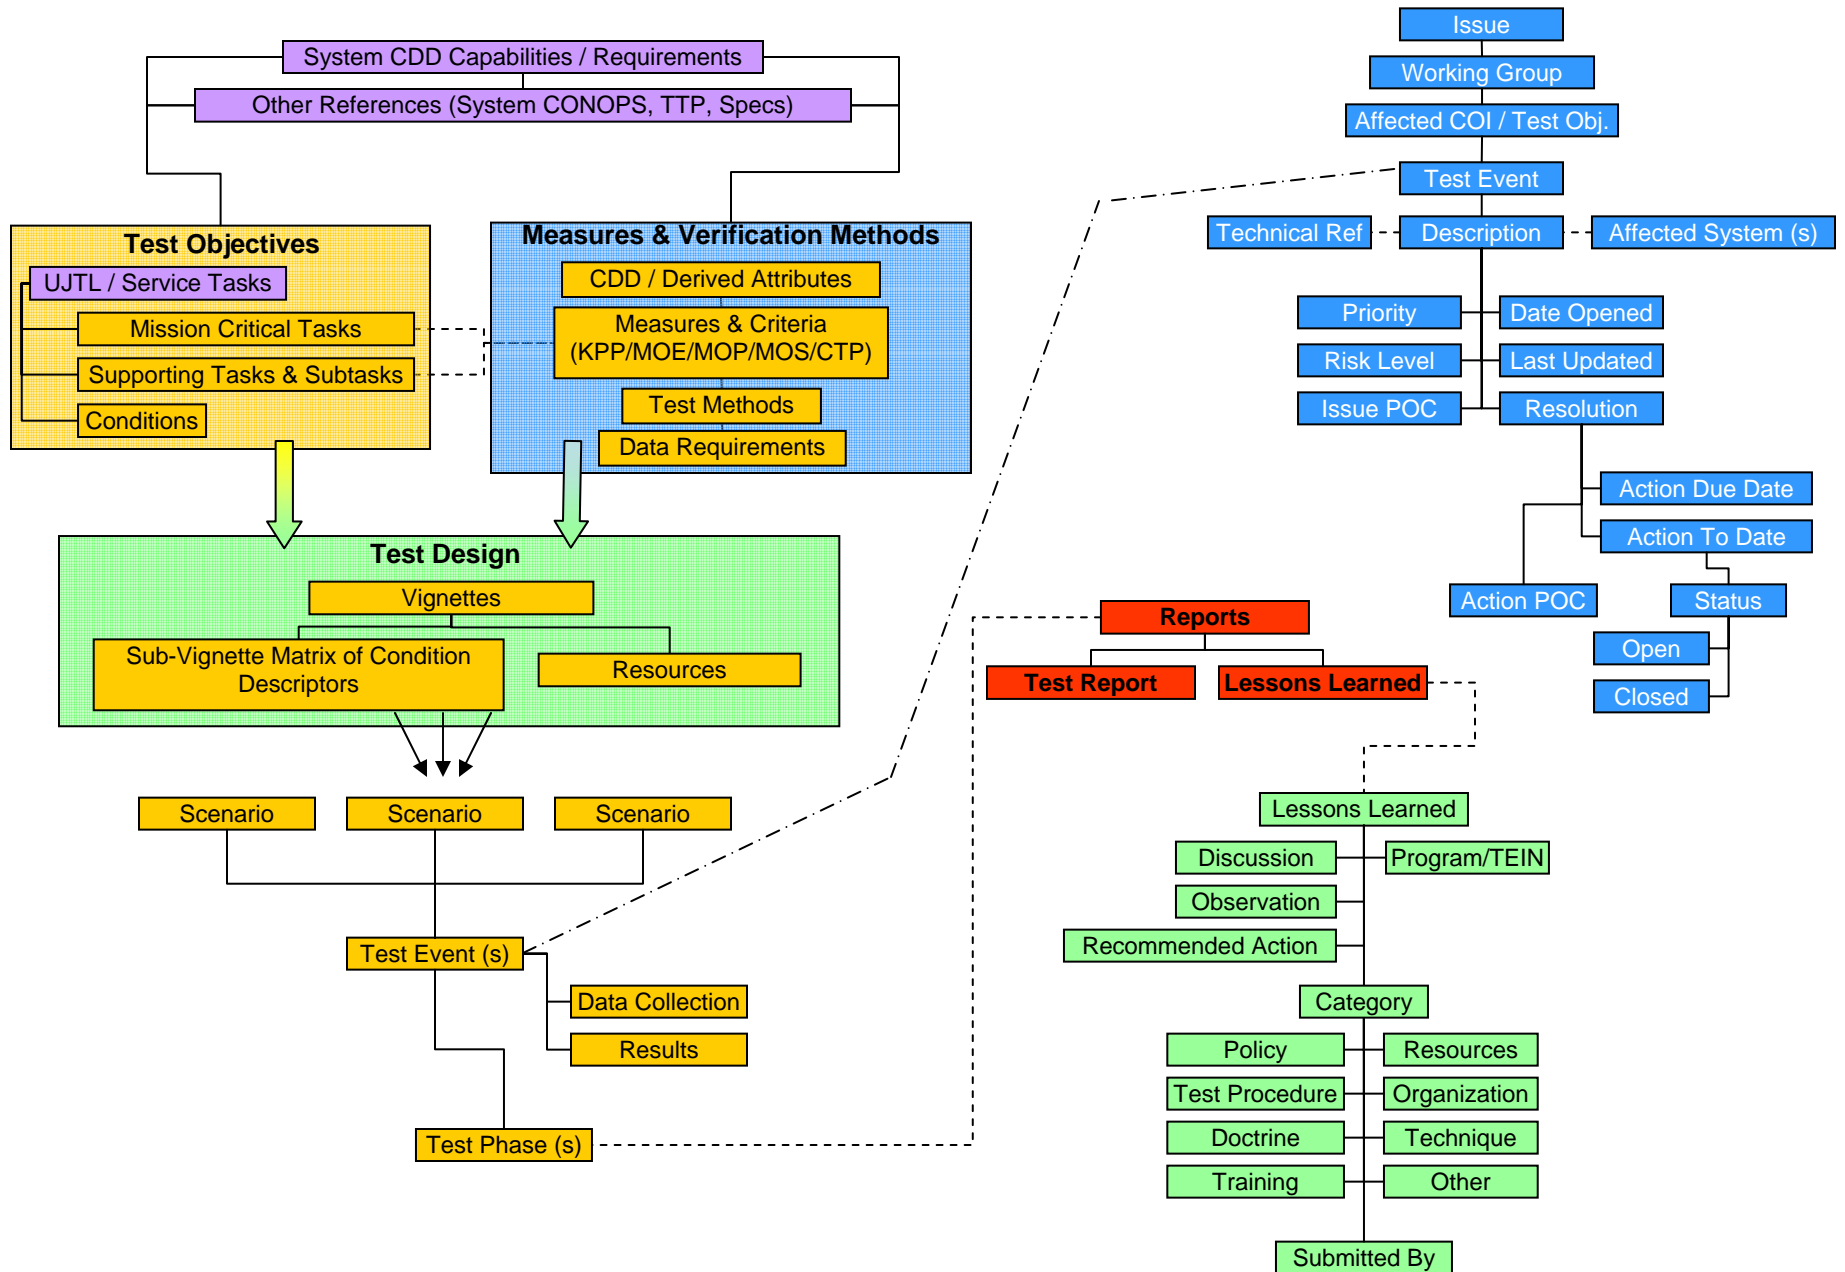 System CDD Capabilities / Requirements
Other References (System CONOPS, TTP, Specs)
Test Objectives
UJTL / Service Tasks
Mission Critical Tasks
Supporting Tasks & Subtasks
Conditions
Measures & Verification Methods
CDD / Derived Attributes
Measures & Criteria
(KPP/MOE/MOP/MOS/CTP)
Test Methods
Data Requirements
Test Design
Vignettes
Sub-Vignette Matrix of Condition
Descriptors
Resources
Scenario
Scenario
Scenario
Test Event (s)
Data Collection
Results
Test Phase (s)
Issue
Working Group
Affected COI / Test Obj.
Test Event
Technical Ref
Description
Affected System (s)
Priority
Date Opened
Risk Level
Last Updated
Issue POC
Resolution
Action Due Date
Action To Date
Action POC
Status
Open
Closed
Reports
Test Report
Lessons Learned
Lessons Learned
Discussion
Program/TEIN
Observation
Recommended Action
Category
Policy
Resources
Test Procedure
Organization
Doctrine
Technique
Training
Other
Submitted By